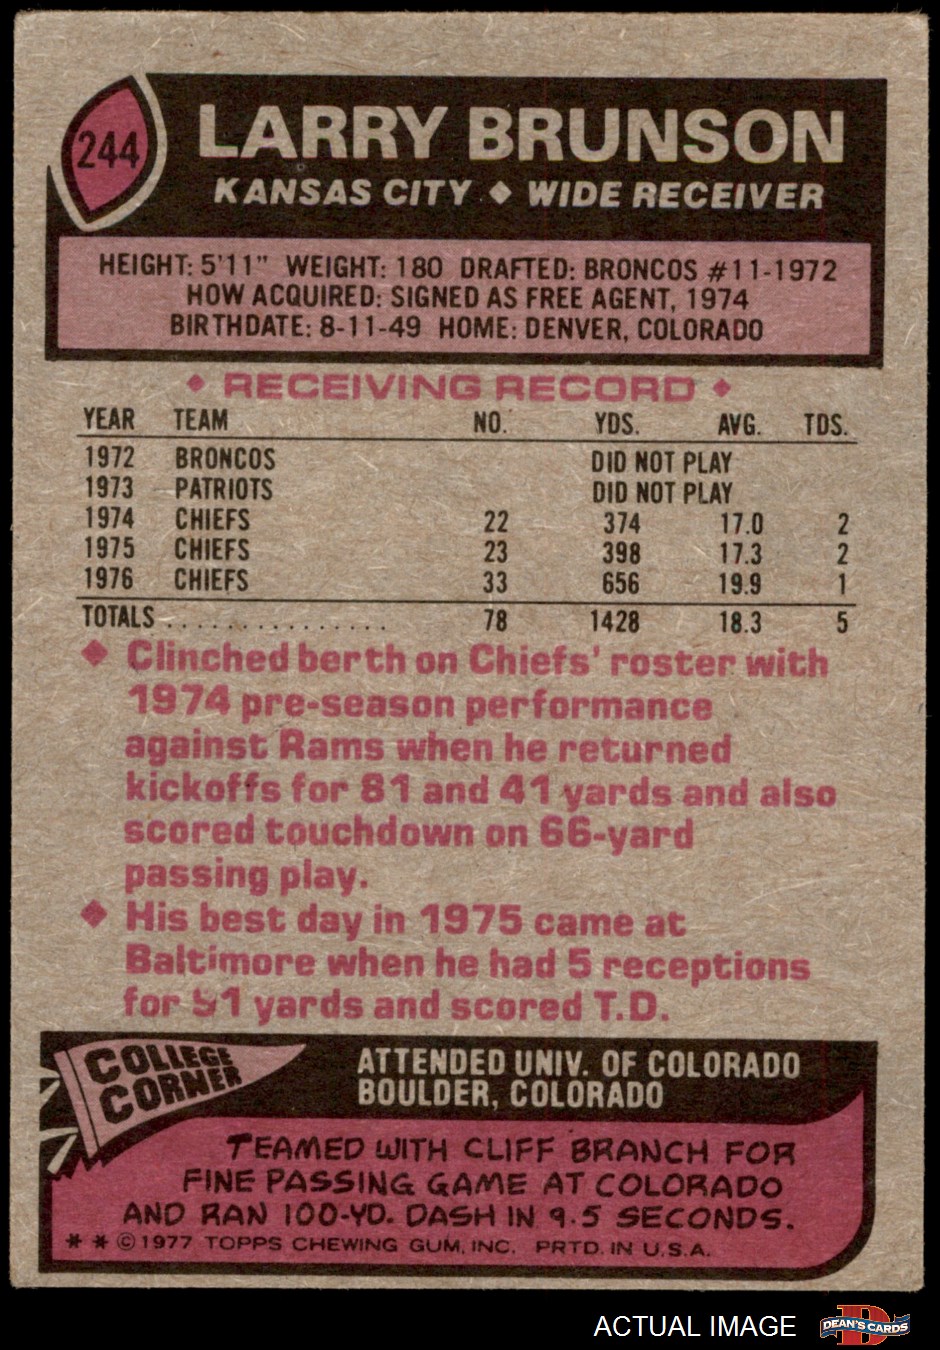 244
LARRY BRUNSON
KANSAS CITY ◆ WIDE RECEIVER
HEIGHT: 5'11" WEIGHT: 180 DRAFTED: BRONCOS #11-1972
HOW ACQUIRED: SIGNED AS FREE AGENT, 1974
BIRTHDATE: 8-11-49 HOME: DENVER, COLORADO
◆ RECEIVING RECORD ◆
YEAR TEAM NO. YDS. AVG. TDS.
1972 BRONCOS DID NOT PLAY
1973 PATRIOTS DID NOT PLAY
1974 CHIEFS 22 374 17.0 2
1975 CHIEFS 23 398 17.3 2
1976 CHIEFS 33 656 19.9 1
TOTALS . . . . . . . . . . . . . . . 78 1428 18.3 5
◆ Clinched berth on Chiefs' roster with
1974 pre-season performance
against Rams when he returned
kickoffs for 81 and 41 yards and also
scored touchdown on 66-yard
passing play.
◆ His best day in 1975 came at
Baltimore when he had 5 receptions
for 91 yards and scored T.D.
COLLEGE
CORNER
ATTENDED UNIV. OF COLORADO
BOULDER, COLORADO
TEAMED WITH CLIFF BRANCH FOR
FINE PASSING GAME AT COLORADO
AND RAN 100-YD. DASH IN 9.5 SECONDS.
* * © 1977 TOPPS CHEWING GUM, INC. PRTD. IN U.S.A.
ACTUAL IMAGE
D
DEAN'S CARDS